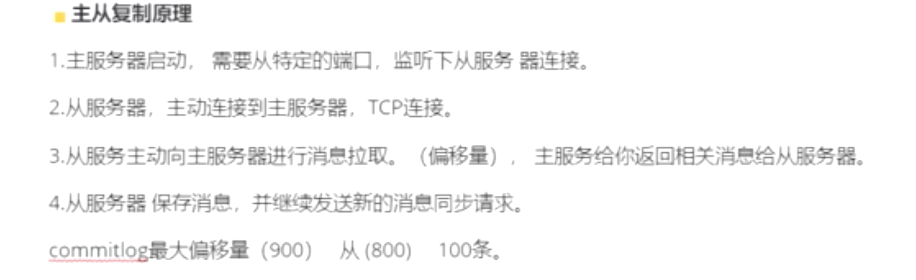 主从复制原理
1.主服务器启动， 需要从特定的端口，监听下从服务 器连接。
2.从服务器，主动连接到主服务器，TCP连接。
3.从服务主动向主服务器进行消息拉取。（偏移量）， 主服务给你返回相关消息给从服务器。
4.从服务器 保存消息，并继续发送新的消息同步请求。
commitlog最大偏移量（900） 从 (800) 100条。